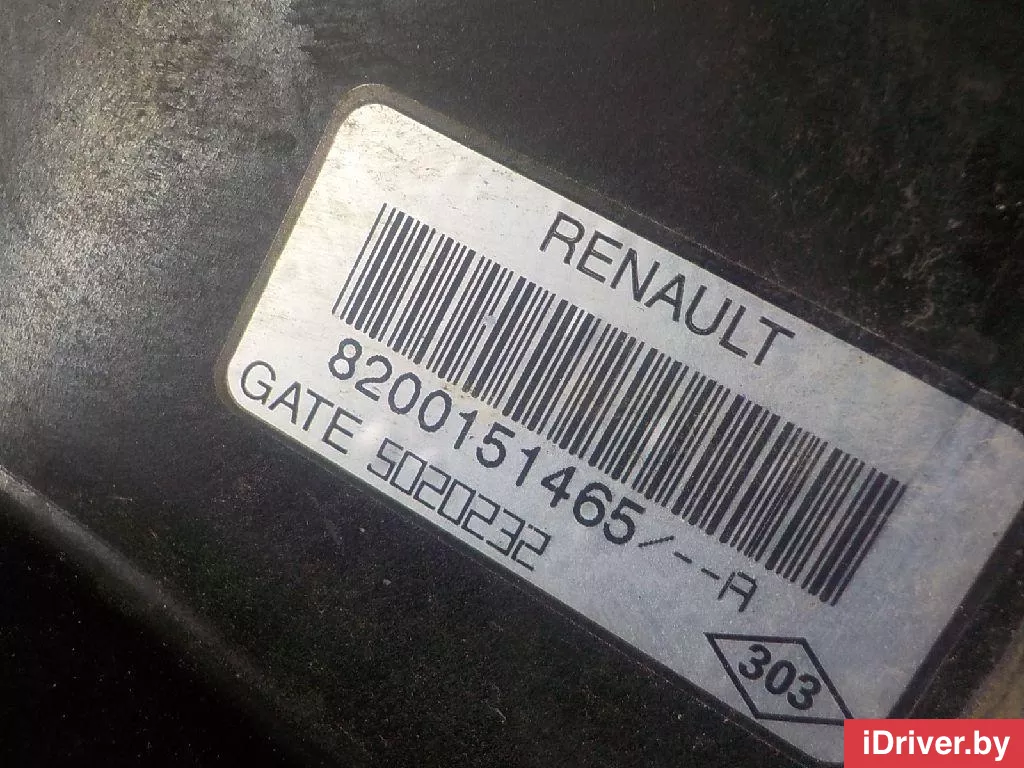 RENAULT
8200151465/--A
GATE 5020232
303
iDriver.by